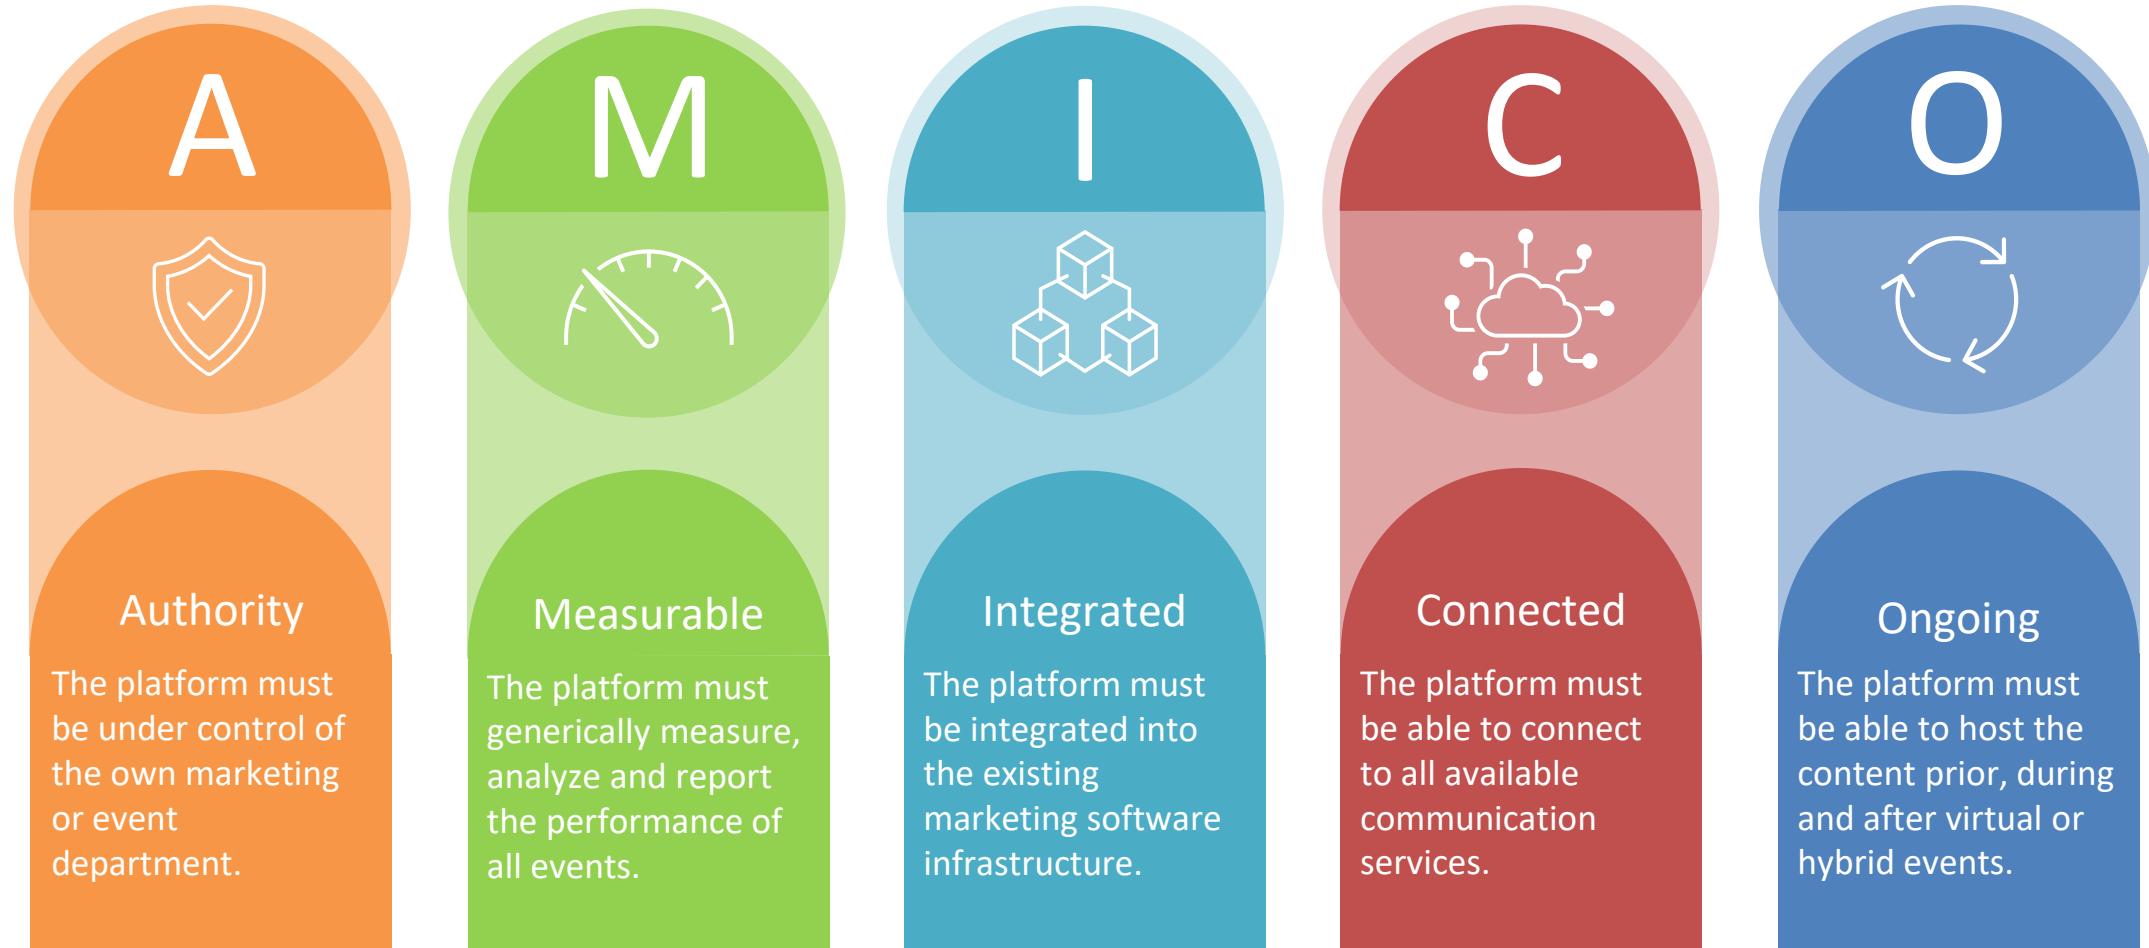 A
Authority
The platform must
be under control of
the own marketing
or event
department.
M
Measurable
The platform must
generically measure,
analyze and report
the performance of
all events.
I
Integrated
The platform must
be integrated into
the existing
marketing software
infrastructure.
C
Connected
The platform must
be able to connect
to all available
communication
services.
O
Ongoing
The platform must
be able to host the
content prior, during
and after virtual or
hybrid events.